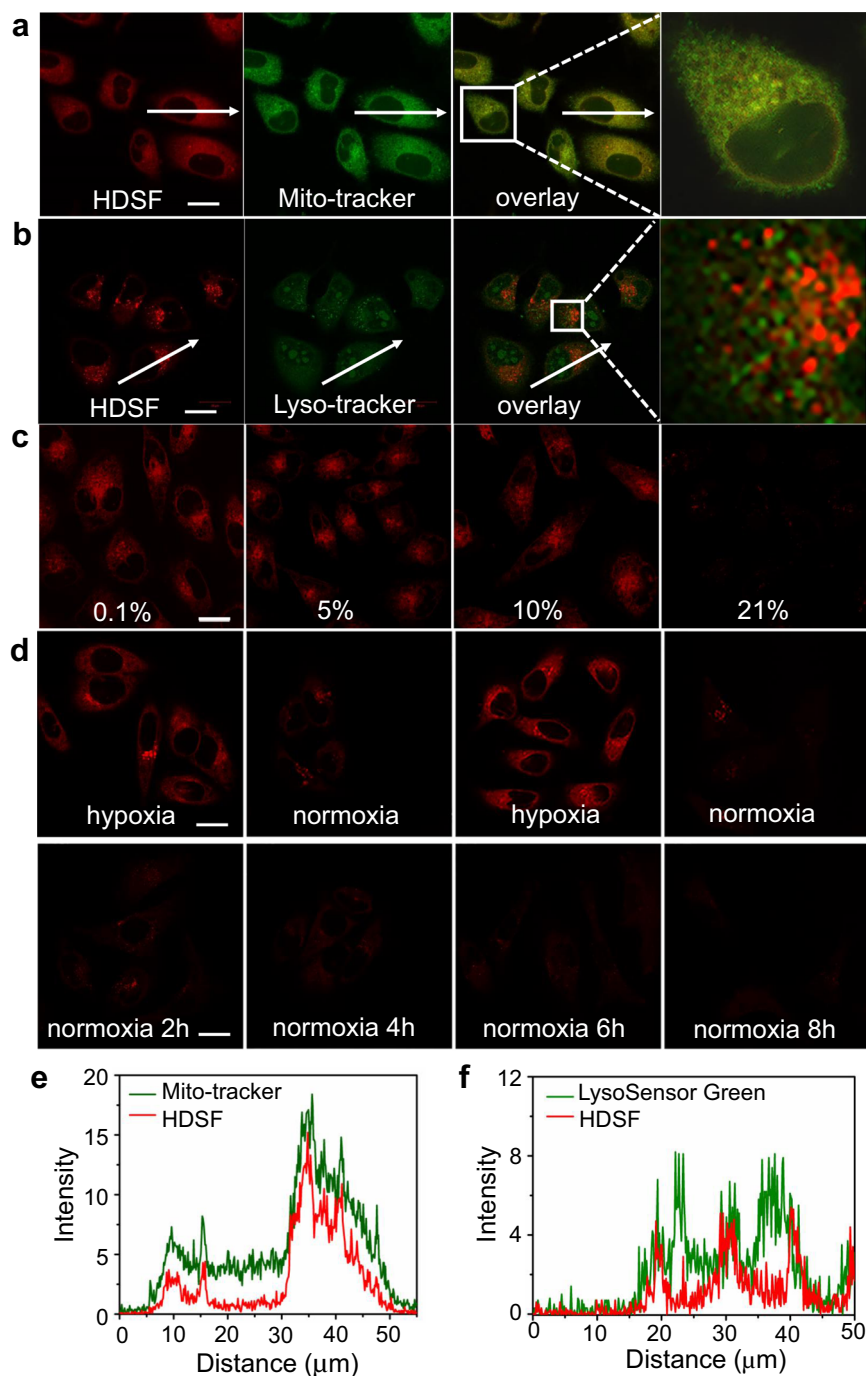 a
HDSF
Mito-tracker
overlay
b
HDSF
Lyso-tracker
overlay
c
0.1%
5%
10%
21%
d
hypoxia
normoxia
hypoxia
normoxia
normoxia 2h
normoxia 4h
normoxia 6h
normoxia 8h
e
20
15
10
5
0
Intensity
Mito-tracker
HDSF
0 10 20 30 40 50
Distance (μm)
f
12
8
4
0
Intensity
LysoSensor Green
HDSF
0 10 20 30 40 50
Distance (μm)